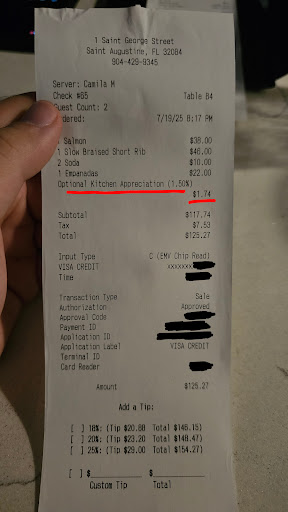 1 Saint George Street
Saint Augustine, FL 32084
904-429-8345
Server: Camila M
Check #65 Table B4
uest Count: 2
dered: 7/19/25 8:17 PM
Salmon $38.00
1 Slow Braised Short Rib $46.00
2 Soda $10.00
1 Empanadas $22.00
Optional Kitchen Appreciation (1.50%)
$1.74
Subtotal $117.74
Tax $7.53
Total $125.27
Input Type C (EMV Chip Read)
VISA CREDIT xxxxxxx
Time
Transaction Type Sale
Authorization Approved
Approval Code
Payment ID
Application ID
Application Label VISA CREDIT
Terminal ID
Card Reader
Amount $125.27
Add a Tip:
[ ] 18%: (Tip $20.88 Total $146.15)
[ ] 20%: (Tip $23.20 Total $148.47)
[ ] 25%: (Tip $29.00 Total $154.27)
[ ] $ $
Custom Tip Total